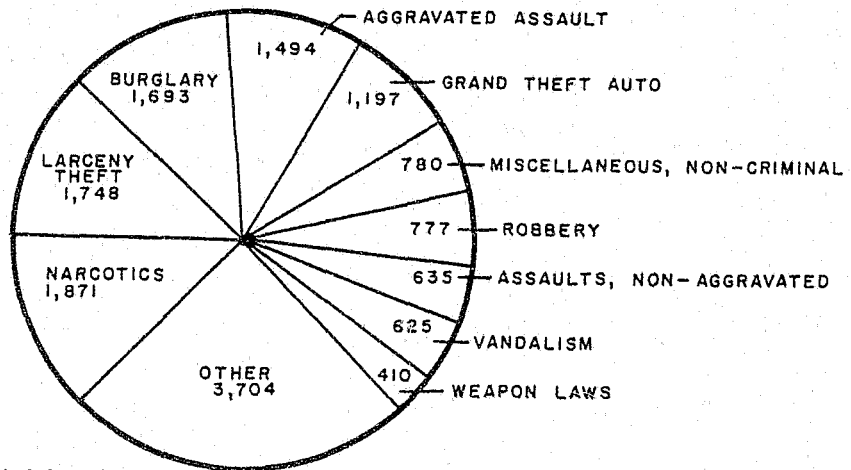 AGGRAVATED ASSAULT
1,494
GRAND THEFT AUTO
1,197
MISCELLANEOUS, NON-CRIMINAL
780
ROBBERY
777
ASSAULTS, NON-AGGRAVATED
635
VANDALISM
625
WEAPON LAWS
410
OTHER
3,704
NARCOTICS
1,871
LARCENY
THEFT
1,748
BURGLARY
1,693